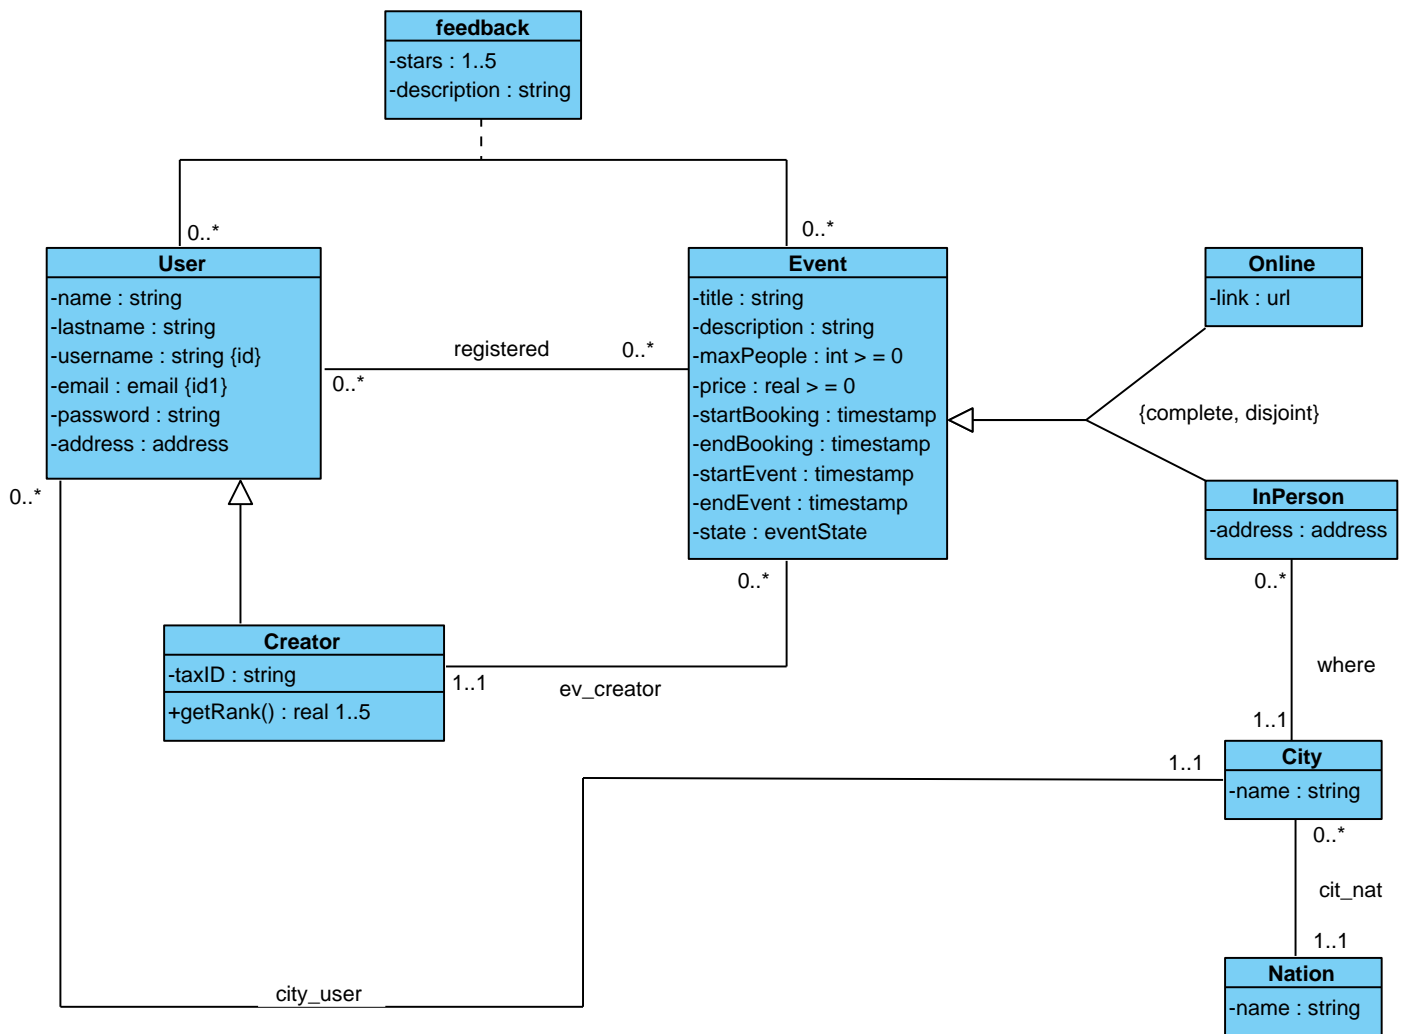 feedback
-stars : 1..5
-description : string
0..*
0..*
User
-name : string
-lastname : string
-username : string {id}
-email : email {id1}
-password : string
-address : address
registered
0..*
0..*
Event
-title : string
-description : string
-maxPeople : int > = 0
-price : real > = 0
-startBooking : timestamp
-endBooking : timestamp
-startEvent : timestamp
-endEvent : timestamp
-state : eventState
Online
-link : url
{complete, disjoint}
InPerson
-address : address
0..*
0..*
0..*
Creator
-taxID : string
+getRank() : real 1..5
1..1
ev_creator
where
1..1
1..1
City
-name : string
0..*
cit_nat
1..1
Nation
-name : string
city_user